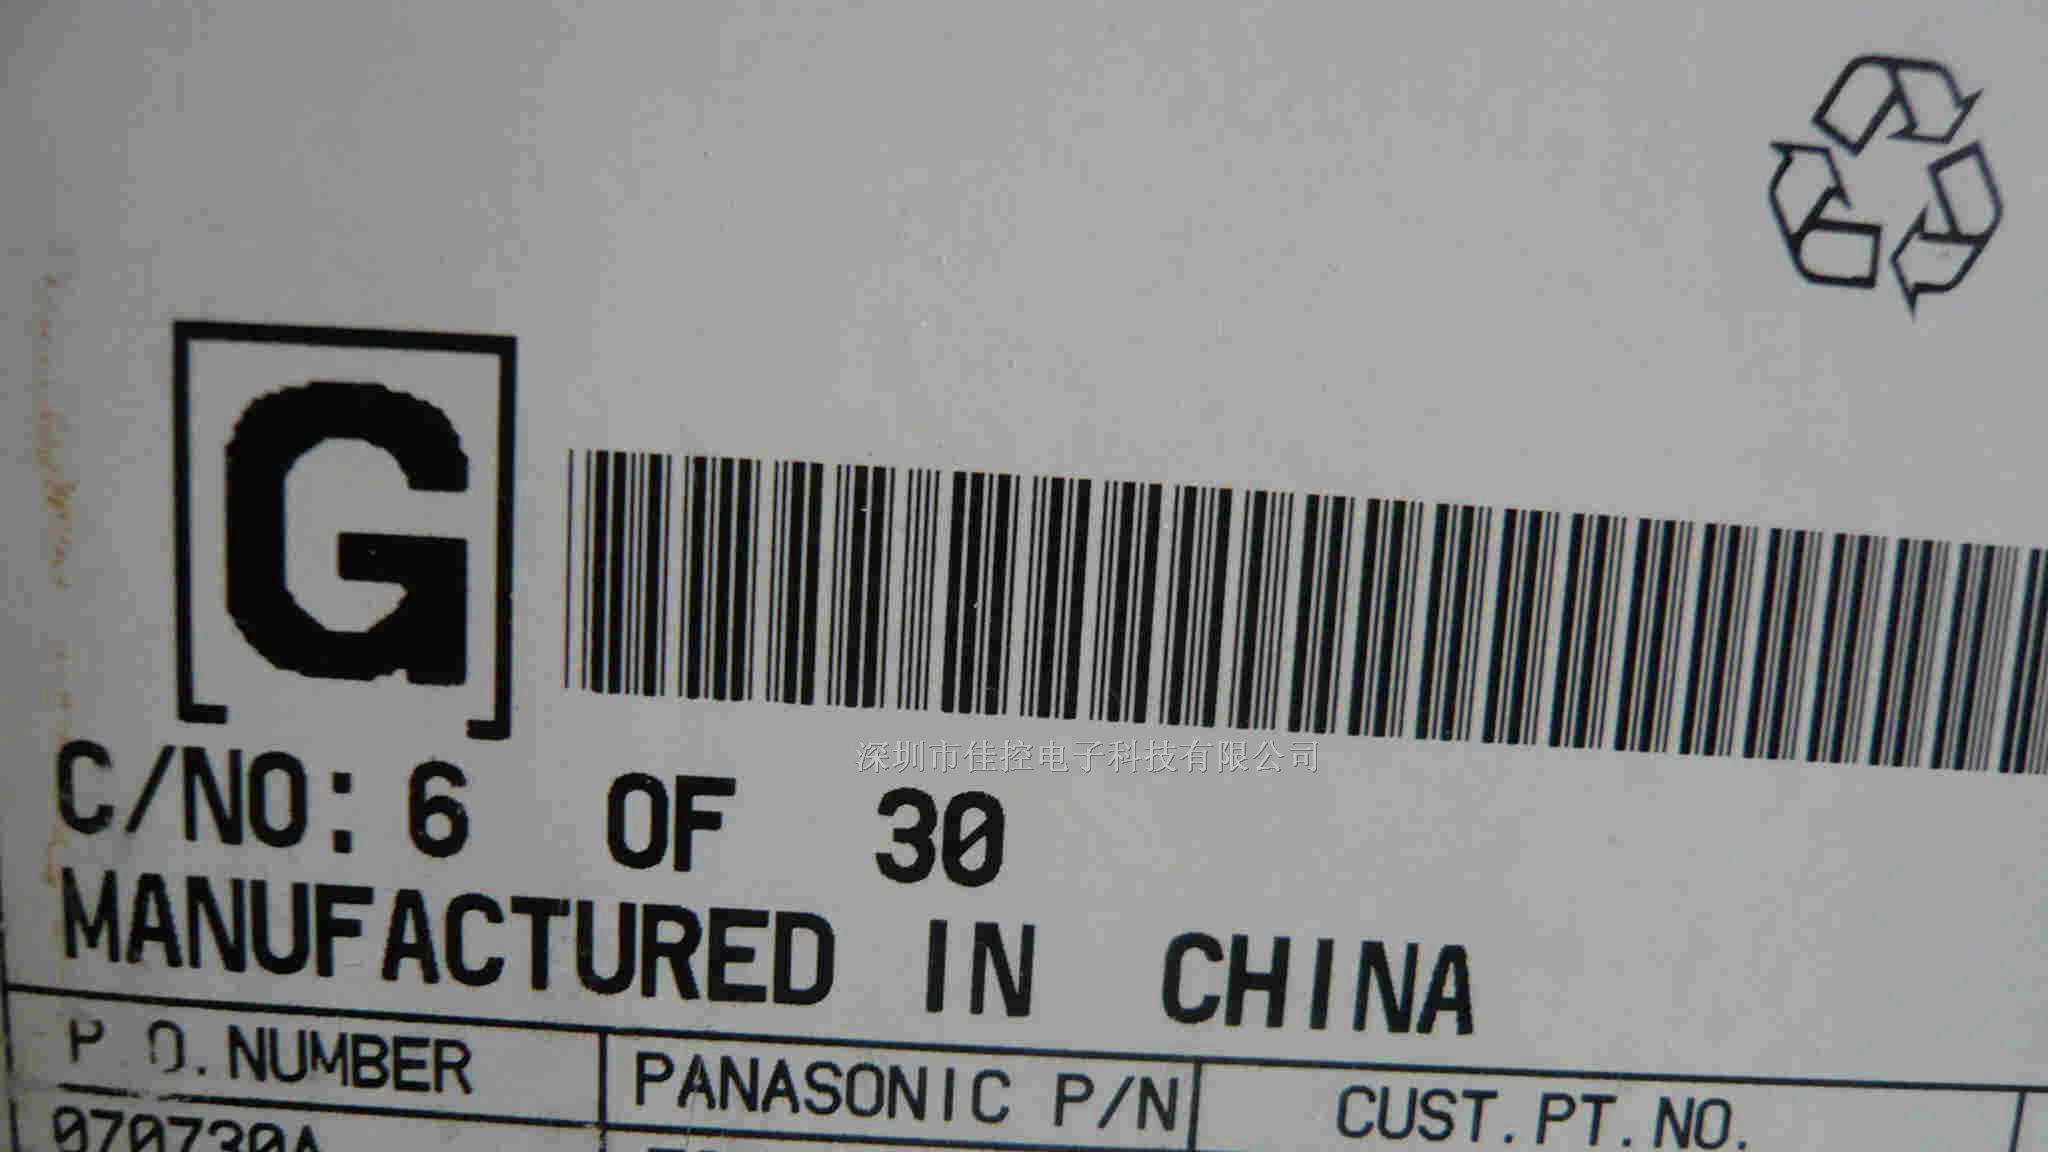 G
深圳市佳控电子科技有限公司
C/NO: 6 OF 30
MANUFACTURED IN CHINA
P.O. NUMBER PANASONIC P/N CUST. PT. NO.
070730A